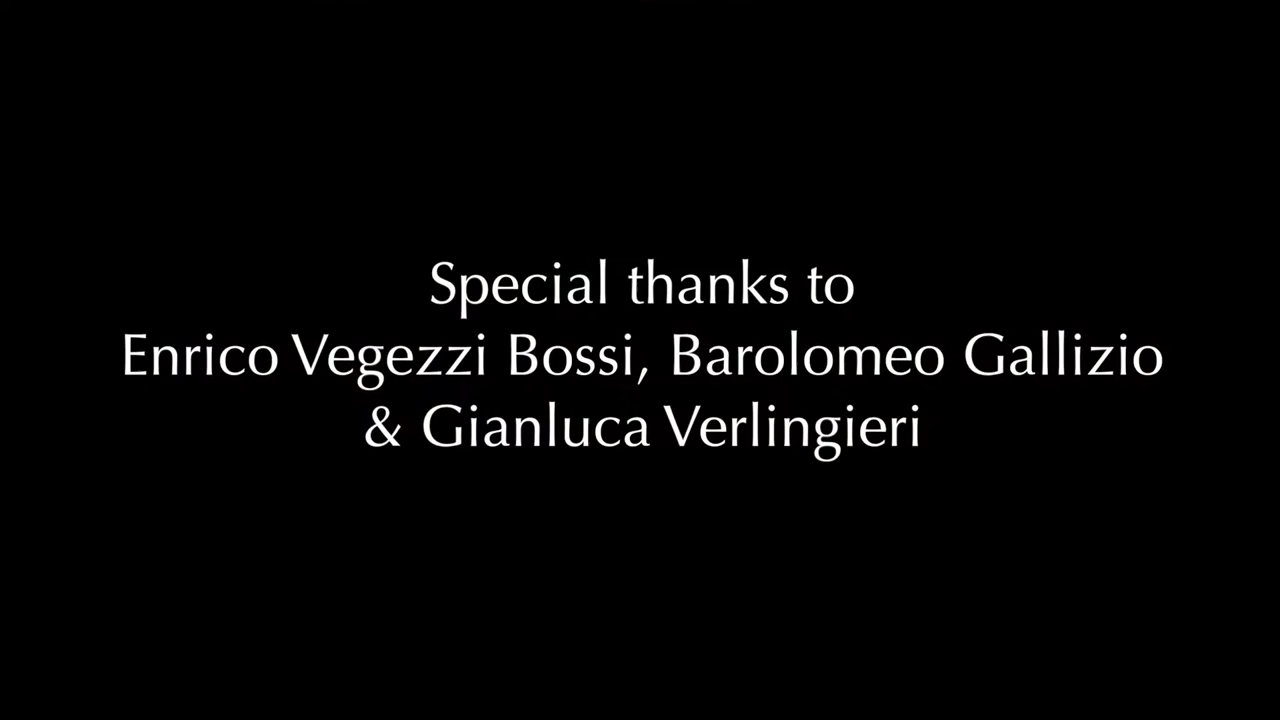 Special thanks to
Enrico Vegezzi Bossi, Barolomeo Gallizio
& Gianluca Verlingieri